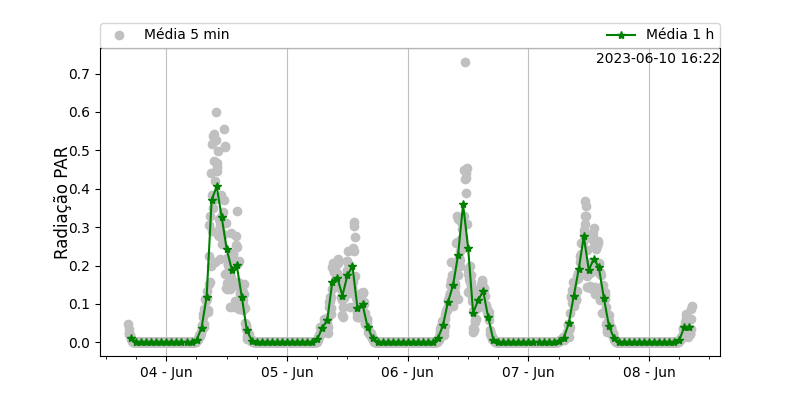 Média 5 min
Média 1 h
2023-06-10 16:22
Radiação PAR
0.7
0.6
0.5
0.4
0.3
0.2
0.1
0.0
04 - Jun
05 - Jun
06 - Jun
07 - Jun
08 - Jun